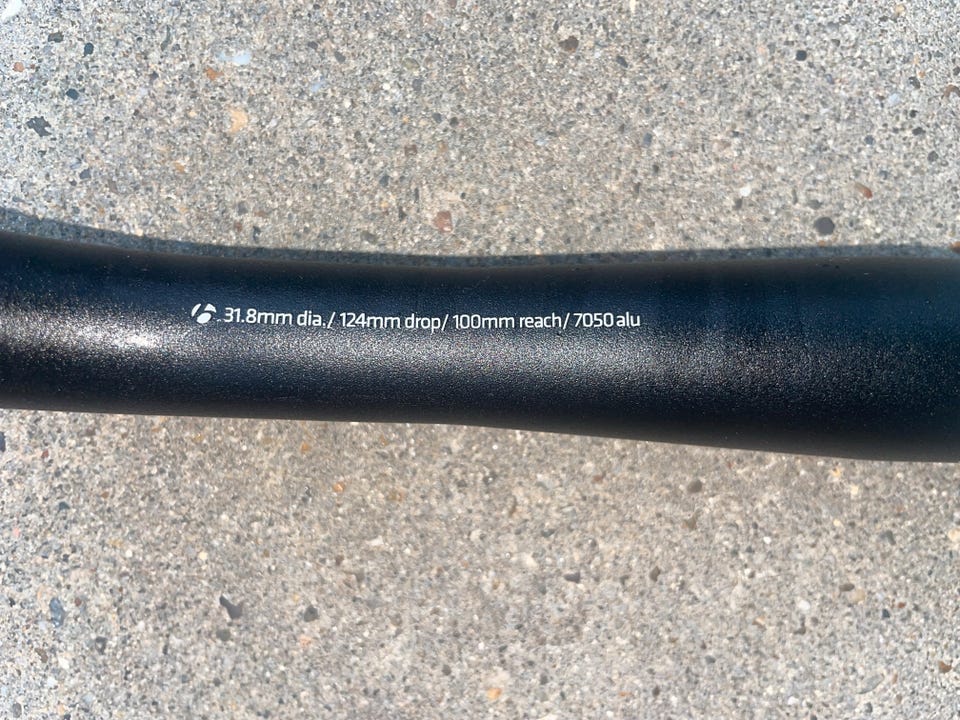 31.8mm dia./ 124mm drop/ 100mm reach/ 7050 alu